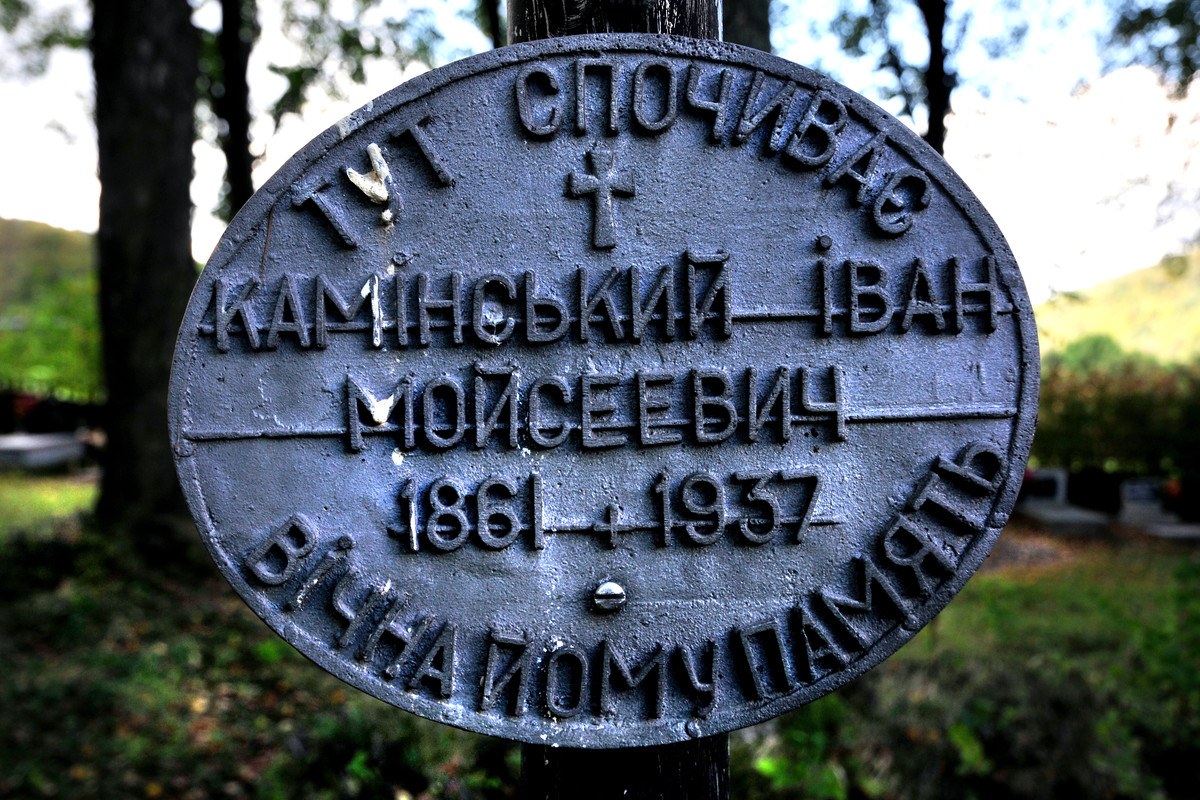 ТУТ СПОЧИВАЄ
КАМІНСЬКИЙ ІВАН
МОЙСЕЕВИЧ
1861 + 1937
ВІЧНА ЙОМУ ПАМЯТЬ